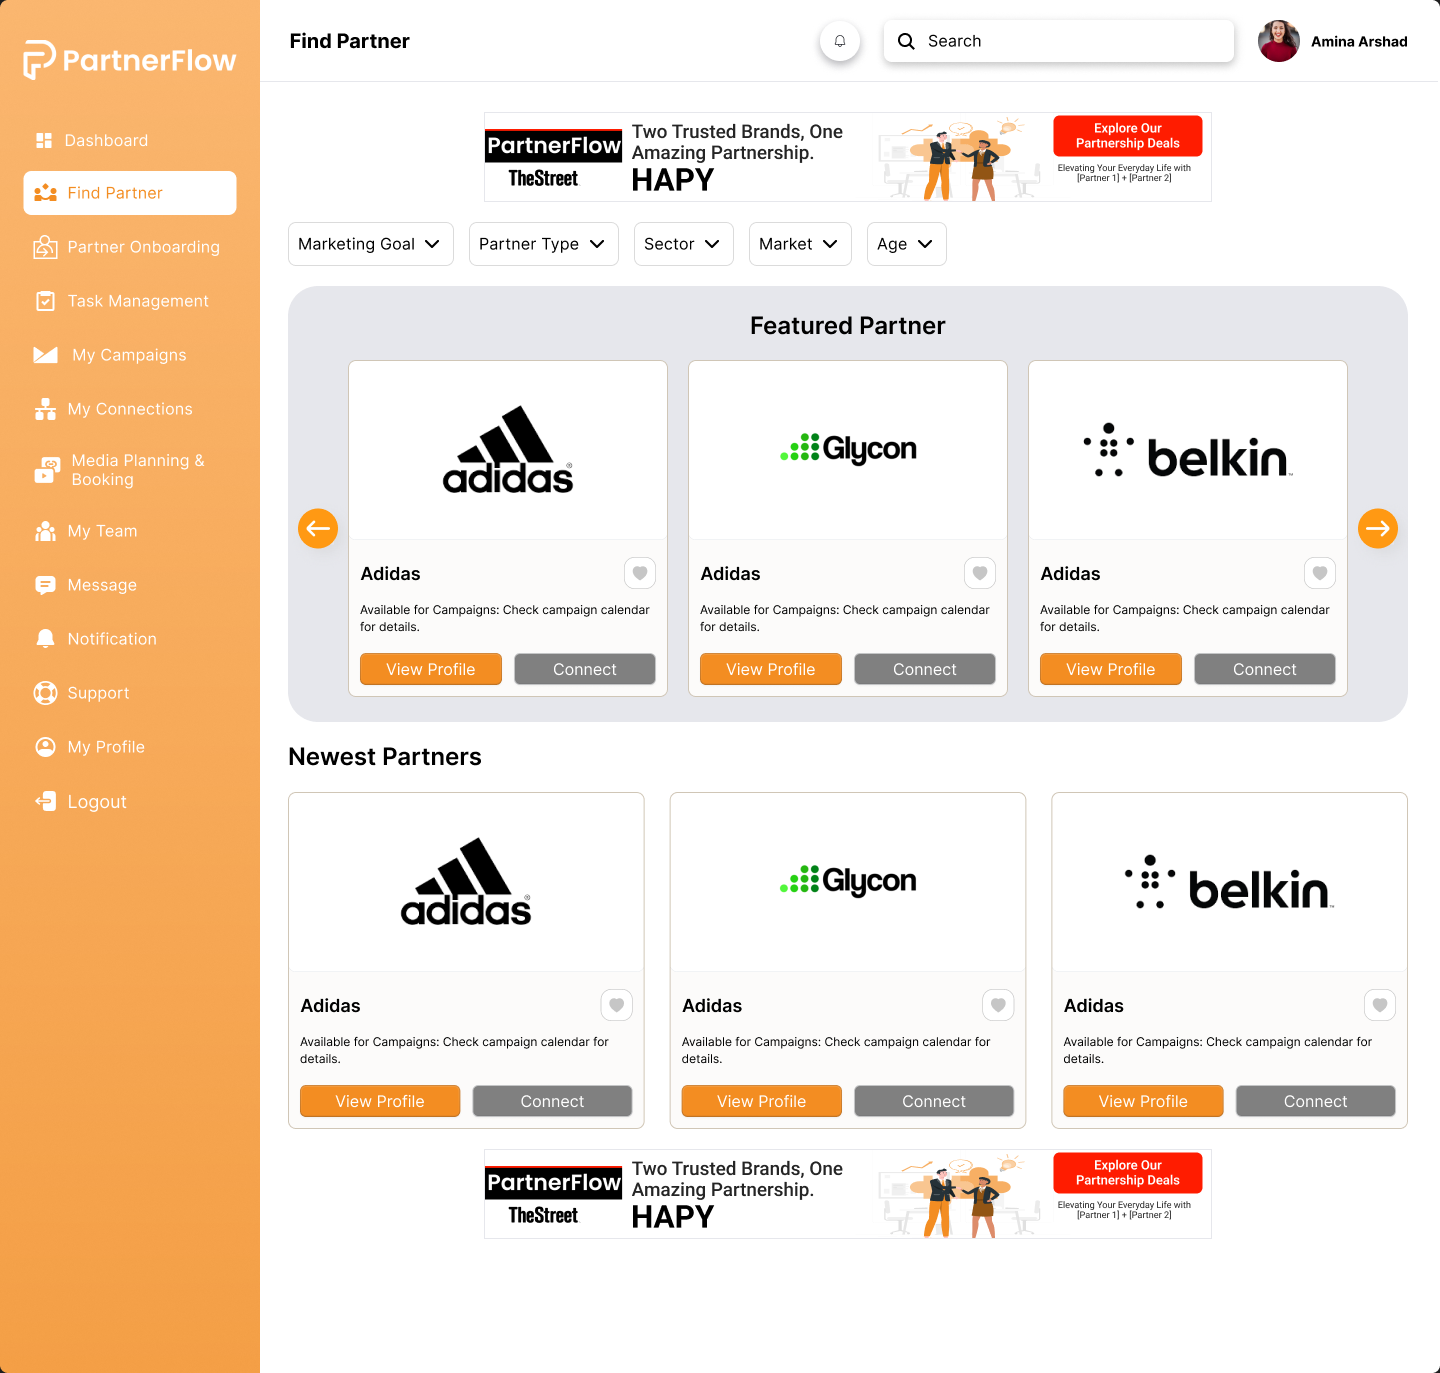 PartnerFlow
Dashboard
Find Partner
Partner Onboarding
Task Management
My Campaigns
My Connections
Media Planning &
Booking
My Team
Message
Notification
Support
My Profile
Logout
Find Partner
Search
Amina Arshad
PartnerFlow
TheStreet
Two Trusted Brands, One
Amazing Partnership.
HAPY
Explore Our
Partnership Deals
Elevating Your Everyday Life with
[Partner 1] + [Partner 2]
Marketing Goal
Partner Type
Sector
Market
Age
Featured Partner
adidas®
Adidas
Available for Campaigns: Check campaign calendar
for details.
View Profile
Connect
Glycon
Adidas
Available for Campaigns: Check campaign calendar
for details.
View Profile
Connect
belkin™
Adidas
Available for Campaigns: Check campaign calendar
for details.
View Profile
Connect
Newest Partners
adidas®
Adidas
Available for Campaigns: Check campaign calendar for
details.
View Profile
Connect
Glycon
Adidas
Available for Campaigns: Check campaign calendar for
details.
View Profile
Connect
belkin™
Adidas
Available for Campaigns: Check campaign calendar for
details.
View Profile
Connect
PartnerFlow
TheStreet
Two Trusted Brands, One
Amazing Partnership.
HAPY
Explore Our
Partnership Deals
Elevating Your Everyday Life with
[Partner 1] + [Partner 2]